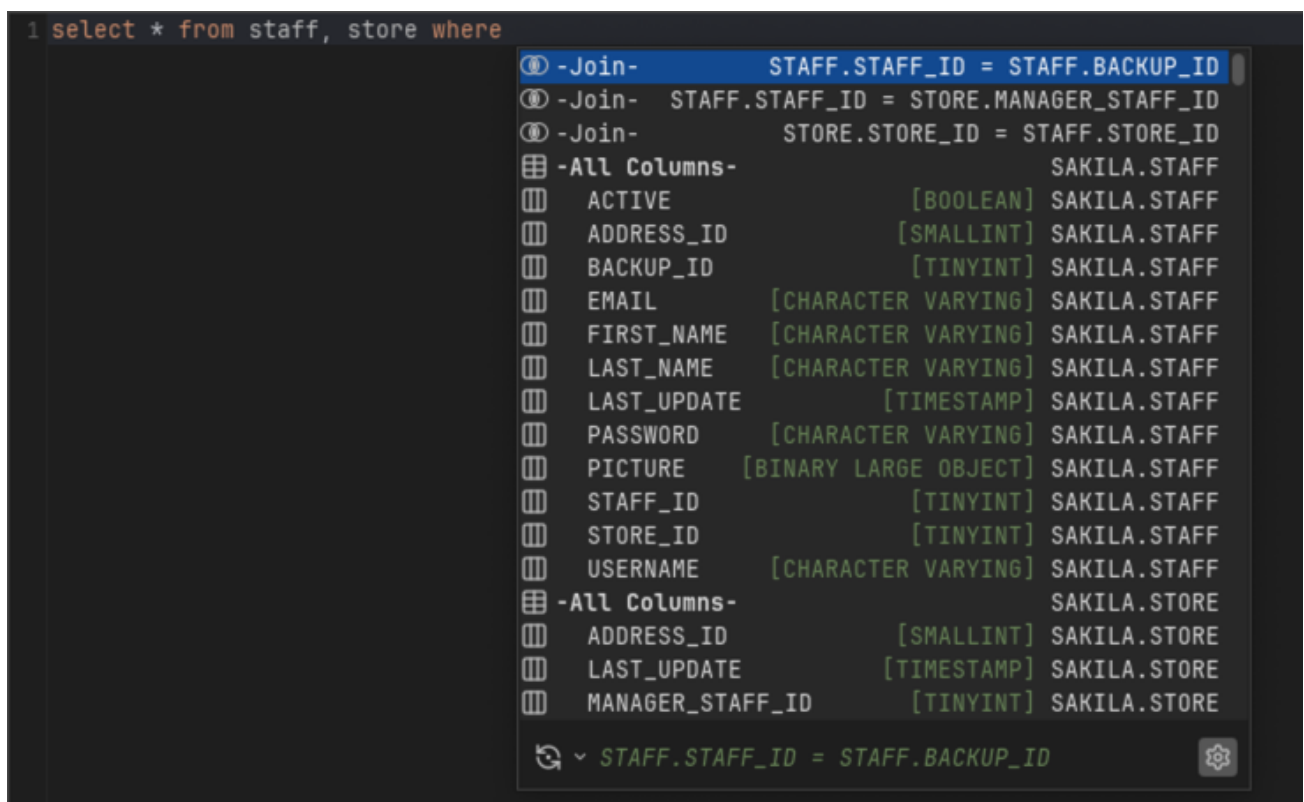 1 select * from staff, store where
-Join- STAFF.STAFF_ID = STAFF.BACKUP_ID
-Join- STAFF.STAFF_ID = STORE.MANAGER_STAFF_ID
-Join- STORE.STORE_ID = STAFF.STORE_ID
-All Columns- SAKILA.STAFF
ACTIVE [BOOLEAN] SAKILA.STAFF
ADDRESS_ID [SMALLINT] SAKILA.STAFF
BACKUP_ID [TINYINT] SAKILA.STAFF
EMAIL [CHARACTER VARYING] SAKILA.STAFF
FIRST_NAME [CHARACTER VARYING] SAKILA.STAFF
LAST_NAME [CHARACTER VARYING] SAKILA.STAFF
LAST_UPDATE [TIMESTAMP] SAKILA.STAFF
PASSWORD [CHARACTER VARYING] SAKILA.STAFF
PICTURE [BINARY LARGE OBJECT] SAKILA.STAFF
STAFF_ID [TINYINT] SAKILA.STAFF
STORE_ID [TINYINT] SAKILA.STAFF
USERNAME [CHARACTER VARYING] SAKILA.STAFF
-All Columns- SAKILA.STORE
ADDRESS_ID [SMALLINT] SAKILA.STORE
LAST_UPDATE [TIMESTAMP] SAKILA.STORE
MANAGER_STAFF_ID [TINYINT] SAKILA.STORE
STAFF.STAFF_ID = STAFF.BACKUP_ID